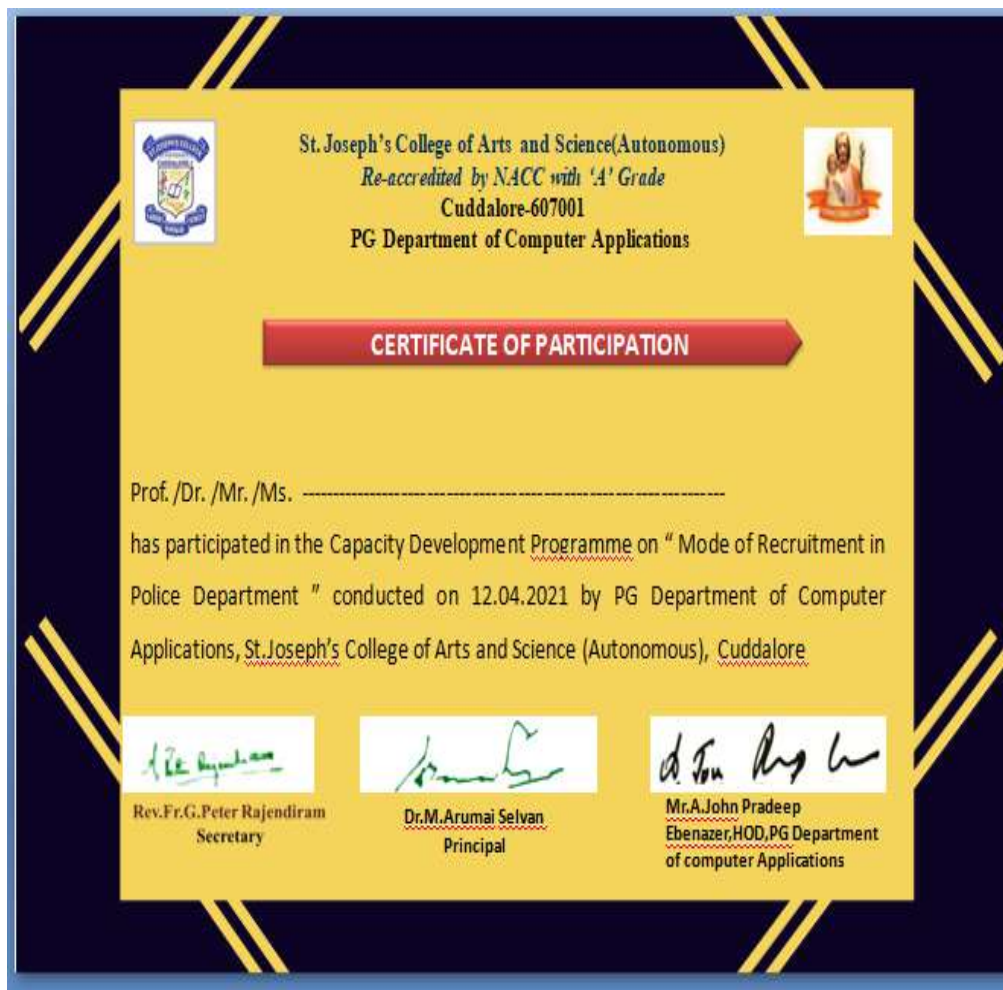 St. Joseph's College of Arts and Science(Autonomous)
Re-accredited by NACC with 'A' Grade
Cuddalore-607001
PG Department of Computer Applications
CERTIFICATE OF PARTICIPATION
Prof. /Dr. /Mr. /Ms. ----------------------------------------------------------------------
has participated in the Capacity Development Programme on “ Mode of Recruitment in
Police Department ” conducted on 12.04.2021 by PG Department of Computer
Applications, St.Joseph's College of Arts and Science (Autonomous), Cuddalore
Rev.Fr.G.Peter Rajendiram
Secretary
Dr.M.Arumai Selvan
Principal
Mr.A.John Pradeep
Ebenazer,HOD,PG Department
of computer Applications